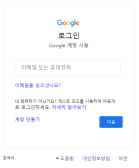 Google
로그인
Google 계정 사용
이메일 또는 휴대전화
이메일을 잊으셨나요?
내 컴퓨터가 아닌가요? 게스트 모드를 사용하여 비공개
로 로그인하세요. 자세히 알아보기
계정 만들기
다음
한국어
도움말
개인정보처리방침
약관